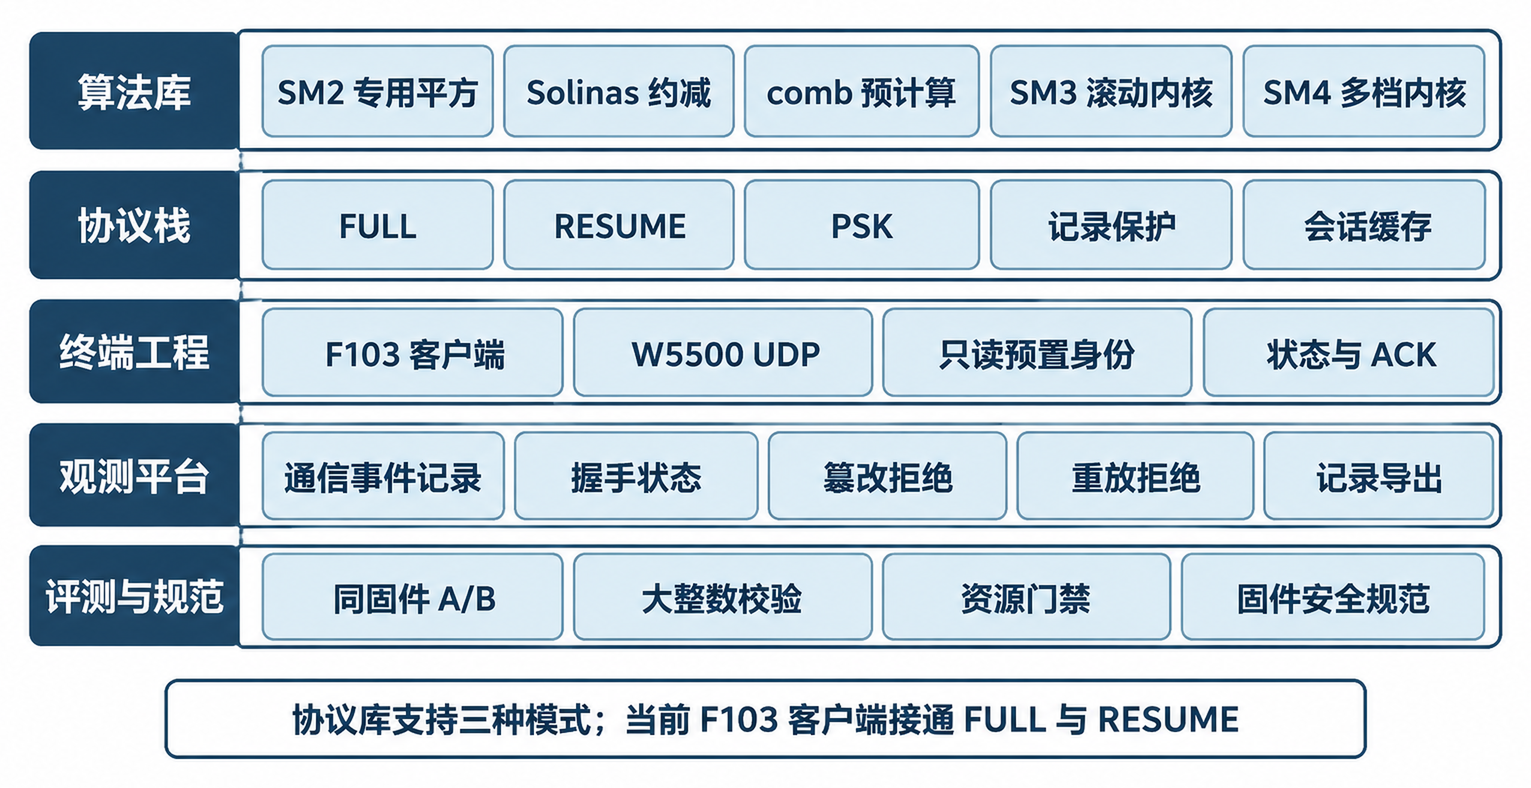 算法库
SM2 专用平方
Solinas 约减
comb 预计算
SM3 滚动内核
SM4 多档内核
协议栈
FULL
RESUME
PSK
记录保护
会话缓存
终端工程
F103 客户端
W5500 UDP
只读预置身份
状态与 ACK
观测平台
通信事件记录
握手状态
篡改拒绝
重放拒绝
记录导出
评测与规范
同固件 A/B
大整数校验
资源门禁
固件安全规范
协议库支持三种模式；当前 F103 客户端接通 FULL 与 RESUME